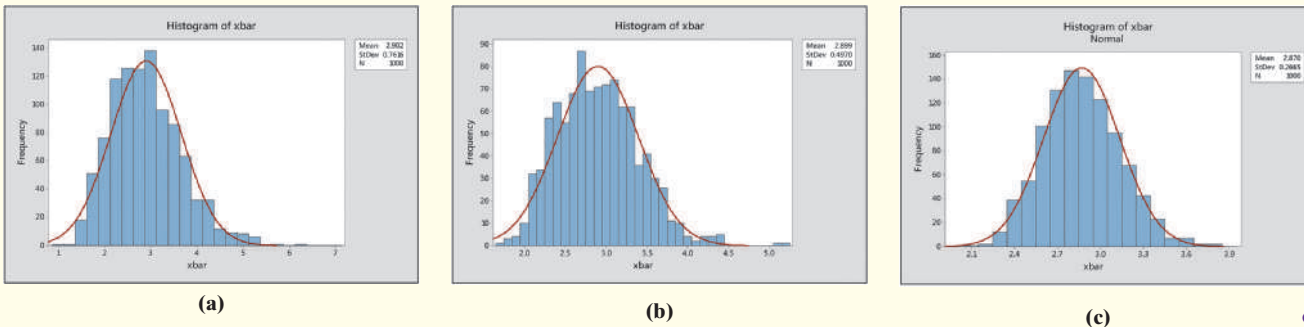 Histogram of xbar
Mean 2.902
StDev 0.7616
N 1000
Frequency
140
120
100
80
60
40
20
0
1 2 3 4 5 6 7
xbar
(a)
Histogram of xbar
Mean 2.899
StDev 0.4970
N 1000
Frequency
90
80
70
60
50
40
30
20
10
0
2.0 2.5 3.0 3.5 4.0 4.5 5.0
xbar
(b)
Histogram of xbar
Normal
Mean 2.870
StDev 0.2665
N 1000
Frequency
160
140
120
100
80
60
40
20
0
2.1 2.4 2.7 3.0 3.3 3.6 3.9
xbar
(c)